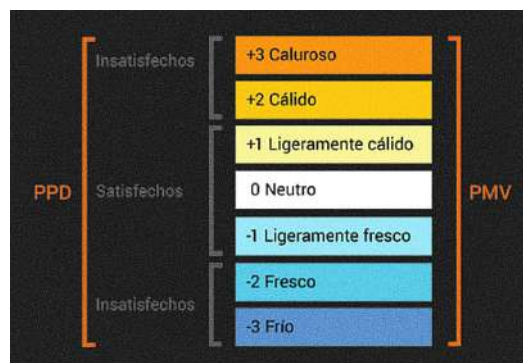 Insatisfechos
+3 Caluroso
+2 Cálido
+1 Ligeramente cálido
PPD
Satisfechos
0 Neutro
PMV
-1 Ligeramente fresco
-2 Fresco
Insatisfechos
-3 Frío